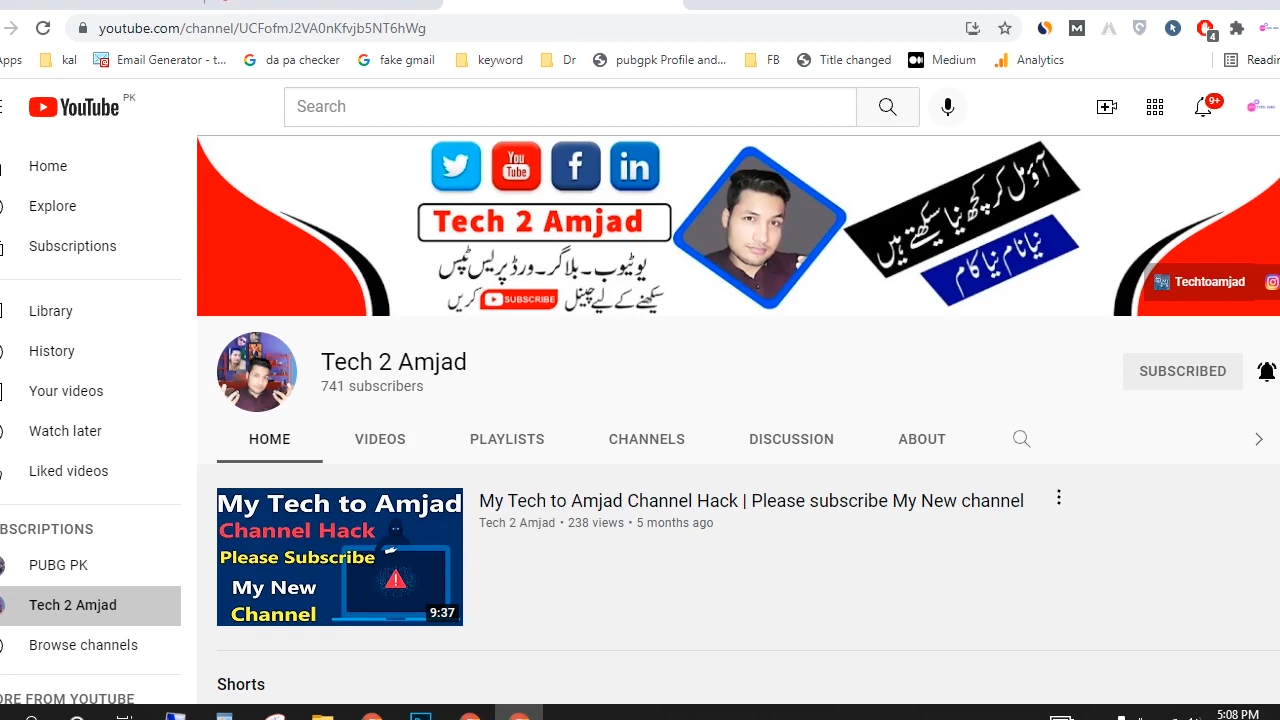 youtube.com/channel/UCFofmJ2VA0nKfvjb5NT6hWg
4
Apps kal Email Generator - t... da pa checker fake gmail keyword Dr pubgpk Profile and... FB Title changed Medium Analytics Readin
YouTube PK
Search
9+
Home
Explore
Subscriptions
Library
History
Your videos
Watch later
Liked videos
BSCRIPTIONS
PUBG PK
Tech 2 Amjad
Browse channels
ORE FROM YOUTUBE
You Tube
Tech 2 Amjad
یوٹیوب۔بلاگر۔ورڈ پریس ٹپس
سیکھنے کے لیے چینل SUBSCRIBE کریں
آؤ مل کر کچھ نیا سیکھتے ہیں
نیا نام نیا کام
Techtoamjad
Tech 2 Amjad
741 subscribers
SUBSCRIBED
HOME VIDEOS PLAYLISTS CHANNELS DISCUSSION ABOUT
My Tech to Amjad
Channel Hack
Please Subscribe
My New
Channel
9:37
My Tech to Amjad Channel Hack | Please subscribe My New channel
Tech 2 Amjad • 238 views • 5 months ago
Shorts
5:08 PM